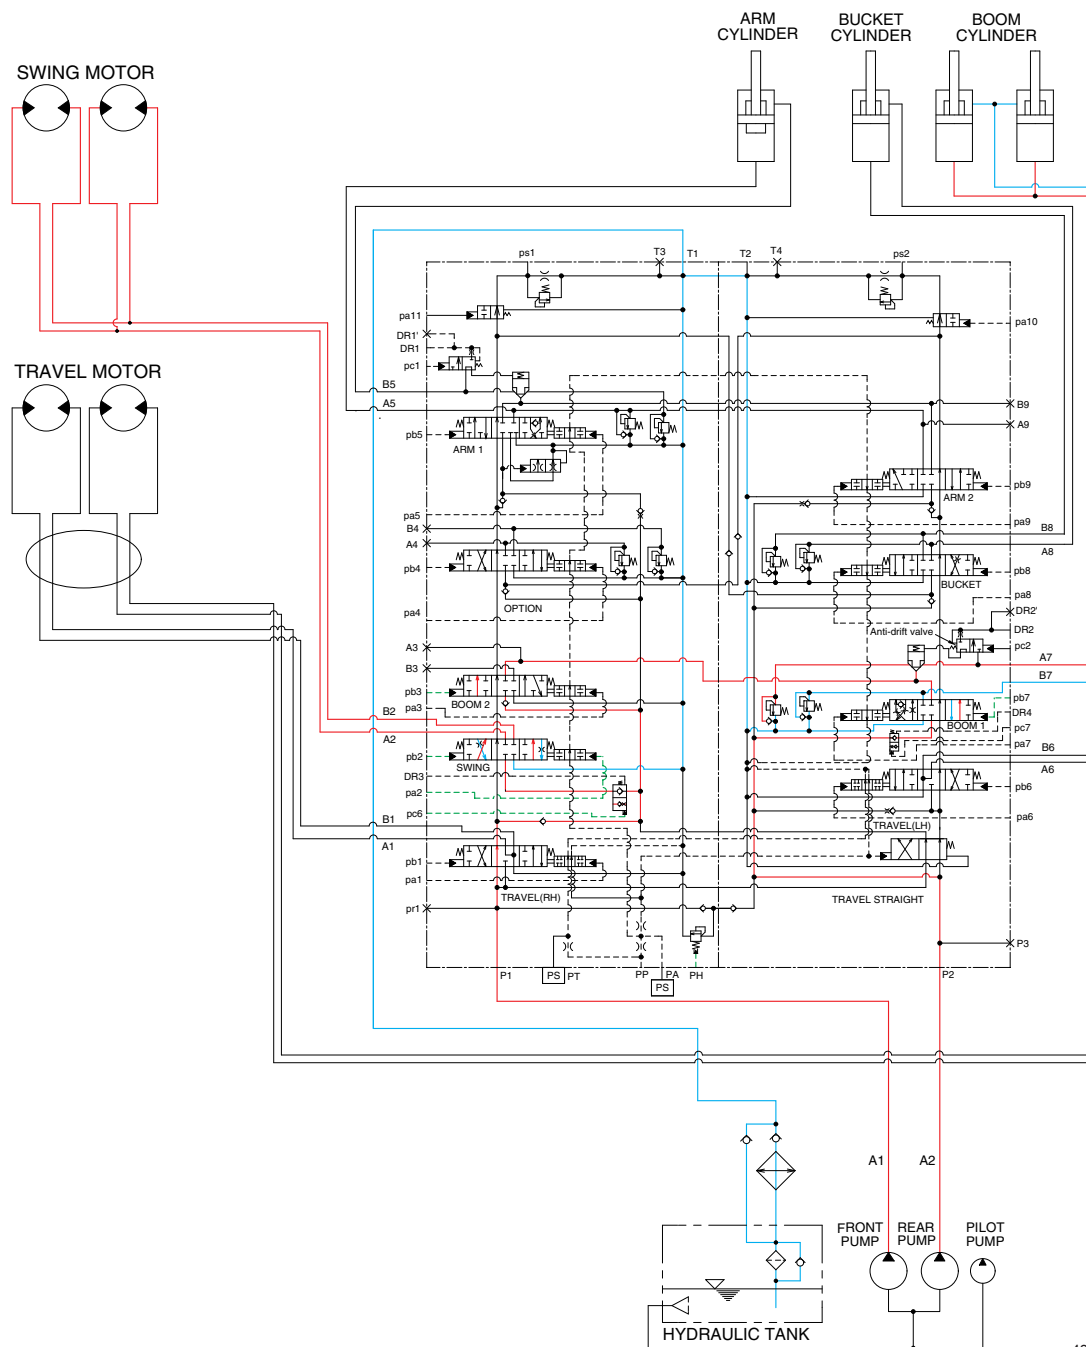 ARM
CYLINDER
BUCKET
CYLINDER
BOOM
CYLINDER
SWING MOTOR
TRAVEL MOTOR
ps1
T3
T1
T2
T4
ps2
pa11
pa10
DR1'
DR1
pc1
B5
A5
B9
A9
pb5
ARM 1
pb9
ARM 2
pa5
pa9
B4
B8
A4
A8
pb4
OPTION
pb8
BUCKET
pa4
pa8
DR2'
DR2
Anti-drift valve
pc2
A3
A7
B3
B7
pb3
BOOM 2
pb7
pa3
DR4
B2
BOOM 1
pc7
A2
pa7
pb2
SWING
B6
A6
DR3
pa2
pb6
pc6
B1
pa6
TRAVEL(LH)
A1
pb1
pa1
TRAVEL(RH)
TRAVEL STRAIGHT
pr1
P3
P1
PS
PT
PP
PA
PS
PH
P2
A1
A2
FRONT
PUMP
REAR
PUMP
PILOT
PUMP
HYDRAULIC TANK